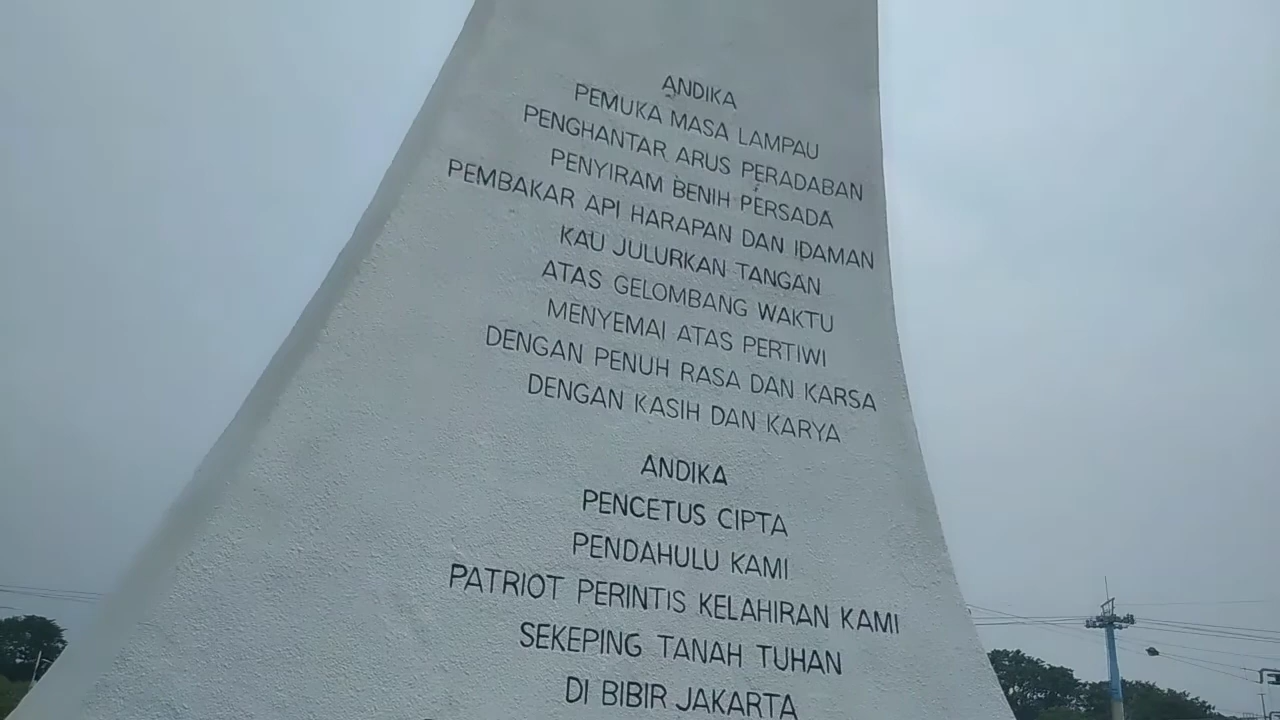 ANDIKA
PEMUKA MASA LAMPAU
PENGHANTAR ARUS PERADABAN
PENYIRAM BENIH PERSADA
PEMBAKAR API HARAPAN DAN IDAMAN
KAU JULURKAN TANGAN
ATAS GELOMBANG WAKTU
MENYEMAI ATAS PERTIWI
DENGAN PENUH RASA DAN KARSA
DENGAN KASIH DAN KARYA
ANDIKA
PENCETUS CIPTA
PENDAHULU KAMI
PATRIOT PERINTIS KELAHIRAN KAMI
SEKEPING TANAH TUHAN
DI BIBIR JAKARTA